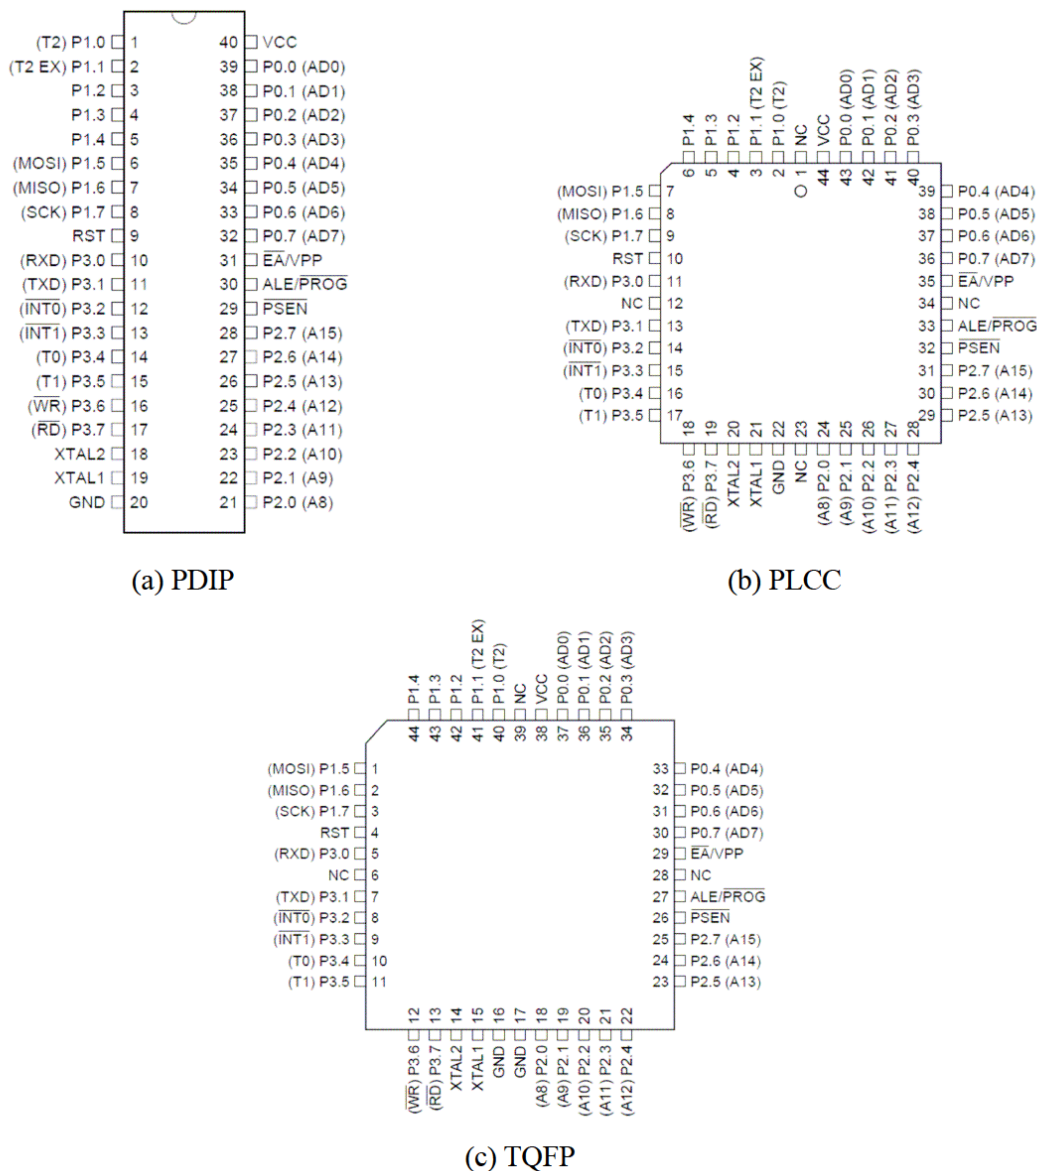 (T2) P1.0 1 40 VCC
(T2 EX) P1.1 2 39 P0.0 (AD0)
P1.2 3 38 P0.1 (AD1)
P1.3 4 37 P0.2 (AD2)
P1.4 5 36 P0.3 (AD3)
(MOSI) P1.5 6 35 P0.4 (AD4)
(MISO) P1.6 7 34 P0.5 (AD5)
(SCK) P1.7 8 33 P0.6 (AD6)
RST 9 32 P0.7 (AD7)
(RXD) P3.0 10 31 E̅A̅/VPP
(TXD) P3.1 11 30 ALE/P̅R̅O̅G̅
(I̅N̅T̅0̅) P3.2 12 29 P̅S̅E̅N̅
(I̅N̅T̅1̅) P3.3 13 28 P2.7 (A15)
(T0) P3.4 14 27 P2.6 (A14)
(T1) P3.5 15 26 P2.5 (A13)
(W̅R̅) P3.6 16 25 P2.4 (A12)
(R̅D̅) P3.7 17 24 P2.3 (A11)
XTAL2 18 23 P2.2 (A10)
XTAL1 19 22 P2.1 (A9)
GND 20 21 P2.0 (A8)
(a) PDIP
P1.4
P1.3
P1.2
P1.1 (T2 EX)
P1.0 (T2)
NC
VCC
P0.0 (AD0)
P0.1 (AD1)
P0.2 (AD2)
P0.3 (AD3)
6 5 4 3 2 1 44 43 42 41 40
(MOSI) P1.5 7 39 P0.4 (AD4)
(MISO) P1.6 8 38 P0.5 (AD5)
(SCK) P1.7 9 37 P0.6 (AD6)
RST 10 36 P0.7 (AD7)
(RXD) P3.0 11 35 E̅A̅/VPP
NC 12 34 NC
(TXD) P3.1 13 33 ALE/P̅R̅O̅G̅
(I̅N̅T̅0̅) P3.2 14 32 P̅S̅E̅N̅
(I̅N̅T̅1̅) P3.3 15 31 P2.7 (A15)
(T0) P3.4 16 30 P2.6 (A14)
(T1) P3.5 17 29 P2.5 (A13)
18 19 20 21 22 23 24 25 26 27 28
(W̅R̅) P3.6
(R̅D̅) P3.7
XTAL2
XTAL1
GND
NC
(A8) P2.0
(A9) P2.1
(A10) P2.2
(A11) P2.3
(A12) P2.4
(b) PLCC
P1.4
P1.3
P1.2
P1.1 (T2 EX)
P1.0 (T2)
NC
VCC
P0.0 (AD0)
P0.1 (AD1)
P0.2 (AD2)
P0.3 (AD3)
44 43 42 41 40 39 38 37 36 35 34
(MOSI) P1.5 1 33 P0.4 (AD4)
(MISO) P1.6 2 32 P0.5 (AD5)
(SCK) P1.7 3 31 P0.6 (AD6)
RST 4 30 P0.7 (AD7)
(RXD) P3.0 5 29 E̅A̅/VPP
NC 6 28 NC
(TXD) P3.1 7 27 ALE/P̅R̅O̅G̅
(I̅N̅T̅0̅) P3.2 8 26 P̅S̅E̅N̅
(I̅N̅T̅1̅) P3.3 9 25 P2.7 (A15)
(T0) P3.4 10 24 P2.6 (A14)
(T1) P3.5 11 23 P2.5 (A13)
12 13 14 15 16 17 18 19 20 21 22
(W̅R̅) P3.6
(R̅D̅) P3.7
XTAL2
XTAL1
GND
GND
(A8) P2.0
(A9) P2.1
(A10) P2.2
(A11) P2.3
(A12) P2.4
(c) TQFP